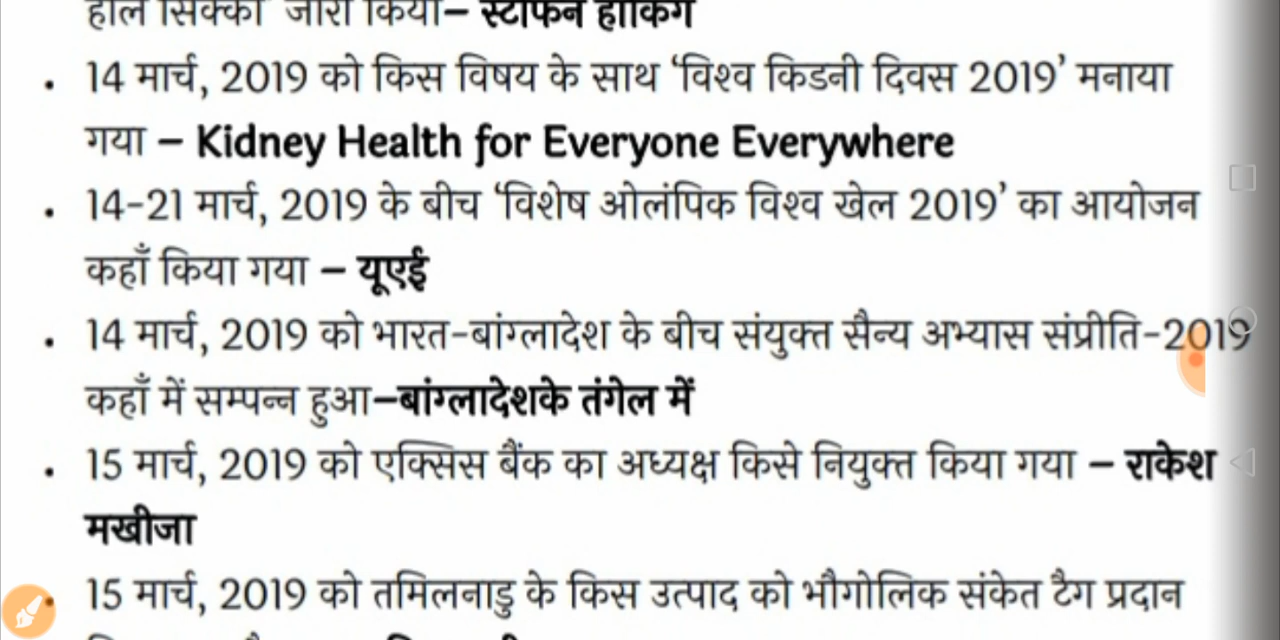 होल सिक्का' जारी किया– स्टीफन हॉकिंग
• 14 मार्च, 2019 को किस विषय के साथ ‘विश्व किडनी दिवस 2019’ मनाया
गया – Kidney Health for Everyone Everywhere
• 14-21 मार्च, 2019 के बीच ‘विशेष ओलंपिक विश्व खेल 2019’ का आयोजन
कहाँ किया गया – यूएई
• 14 मार्च, 2019 को भारत-बांग्लादेश के बीच संयुक्त सैन्य अभ्यास संप्रीति-2019
कहाँ में सम्पन्न हुआ–बांग्लादेशके तंगेल में
• 15 मार्च, 2019 को एक्सिस बैंक का अध्यक्ष किसे नियुक्त किया गया – राकेश
मखीजा
• 15 मार्च, 2019 को तमिलनाडु के किस उत्पाद को भौगोलिक संकेत टैग प्रदान